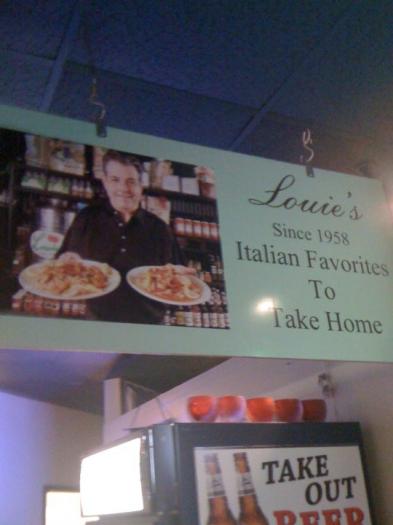 Louie's
Since 1958
Italian Favorites
To
Take Home
TAKE
OUT
BEER